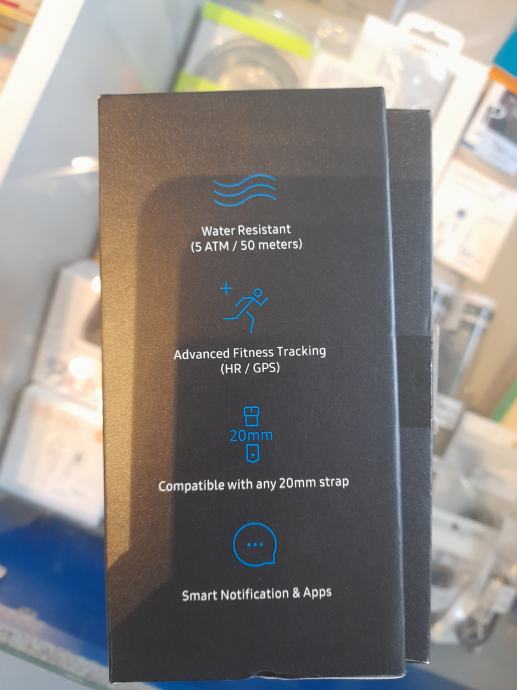 Water Resistant
(5 ATM / 50 meters)
Advanced Fitness Tracking
(HR / GPS)
20mm
Compatible with any 20mm strap
Smart Notification & Apps